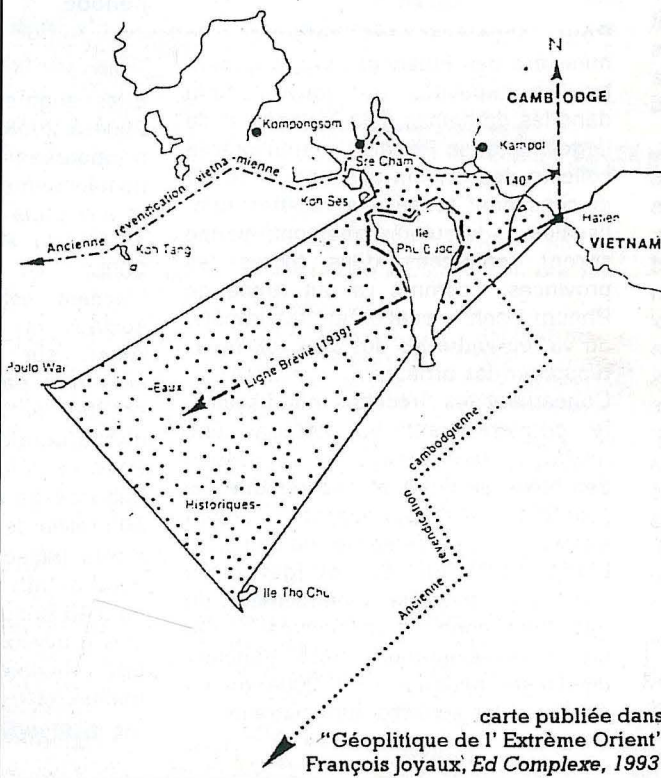 N
CAMBODGE
Kompongsom
Sre Cham
Kampot
140°
Hatien
VIETNAM
Ancienne revendication vietnamienne
Koh Ses
Koh Tang
Ile
Phu Quoc
Poulo Wai
Ligne Brévié (1939)
-Eaux
Historiques-
Ile Tho Chu
Ancienne revendication cambodgienne
carte publiée dans
"Géoplitique de l' Extrème Orient'
François Joyaux', Ed Complexe, 1993